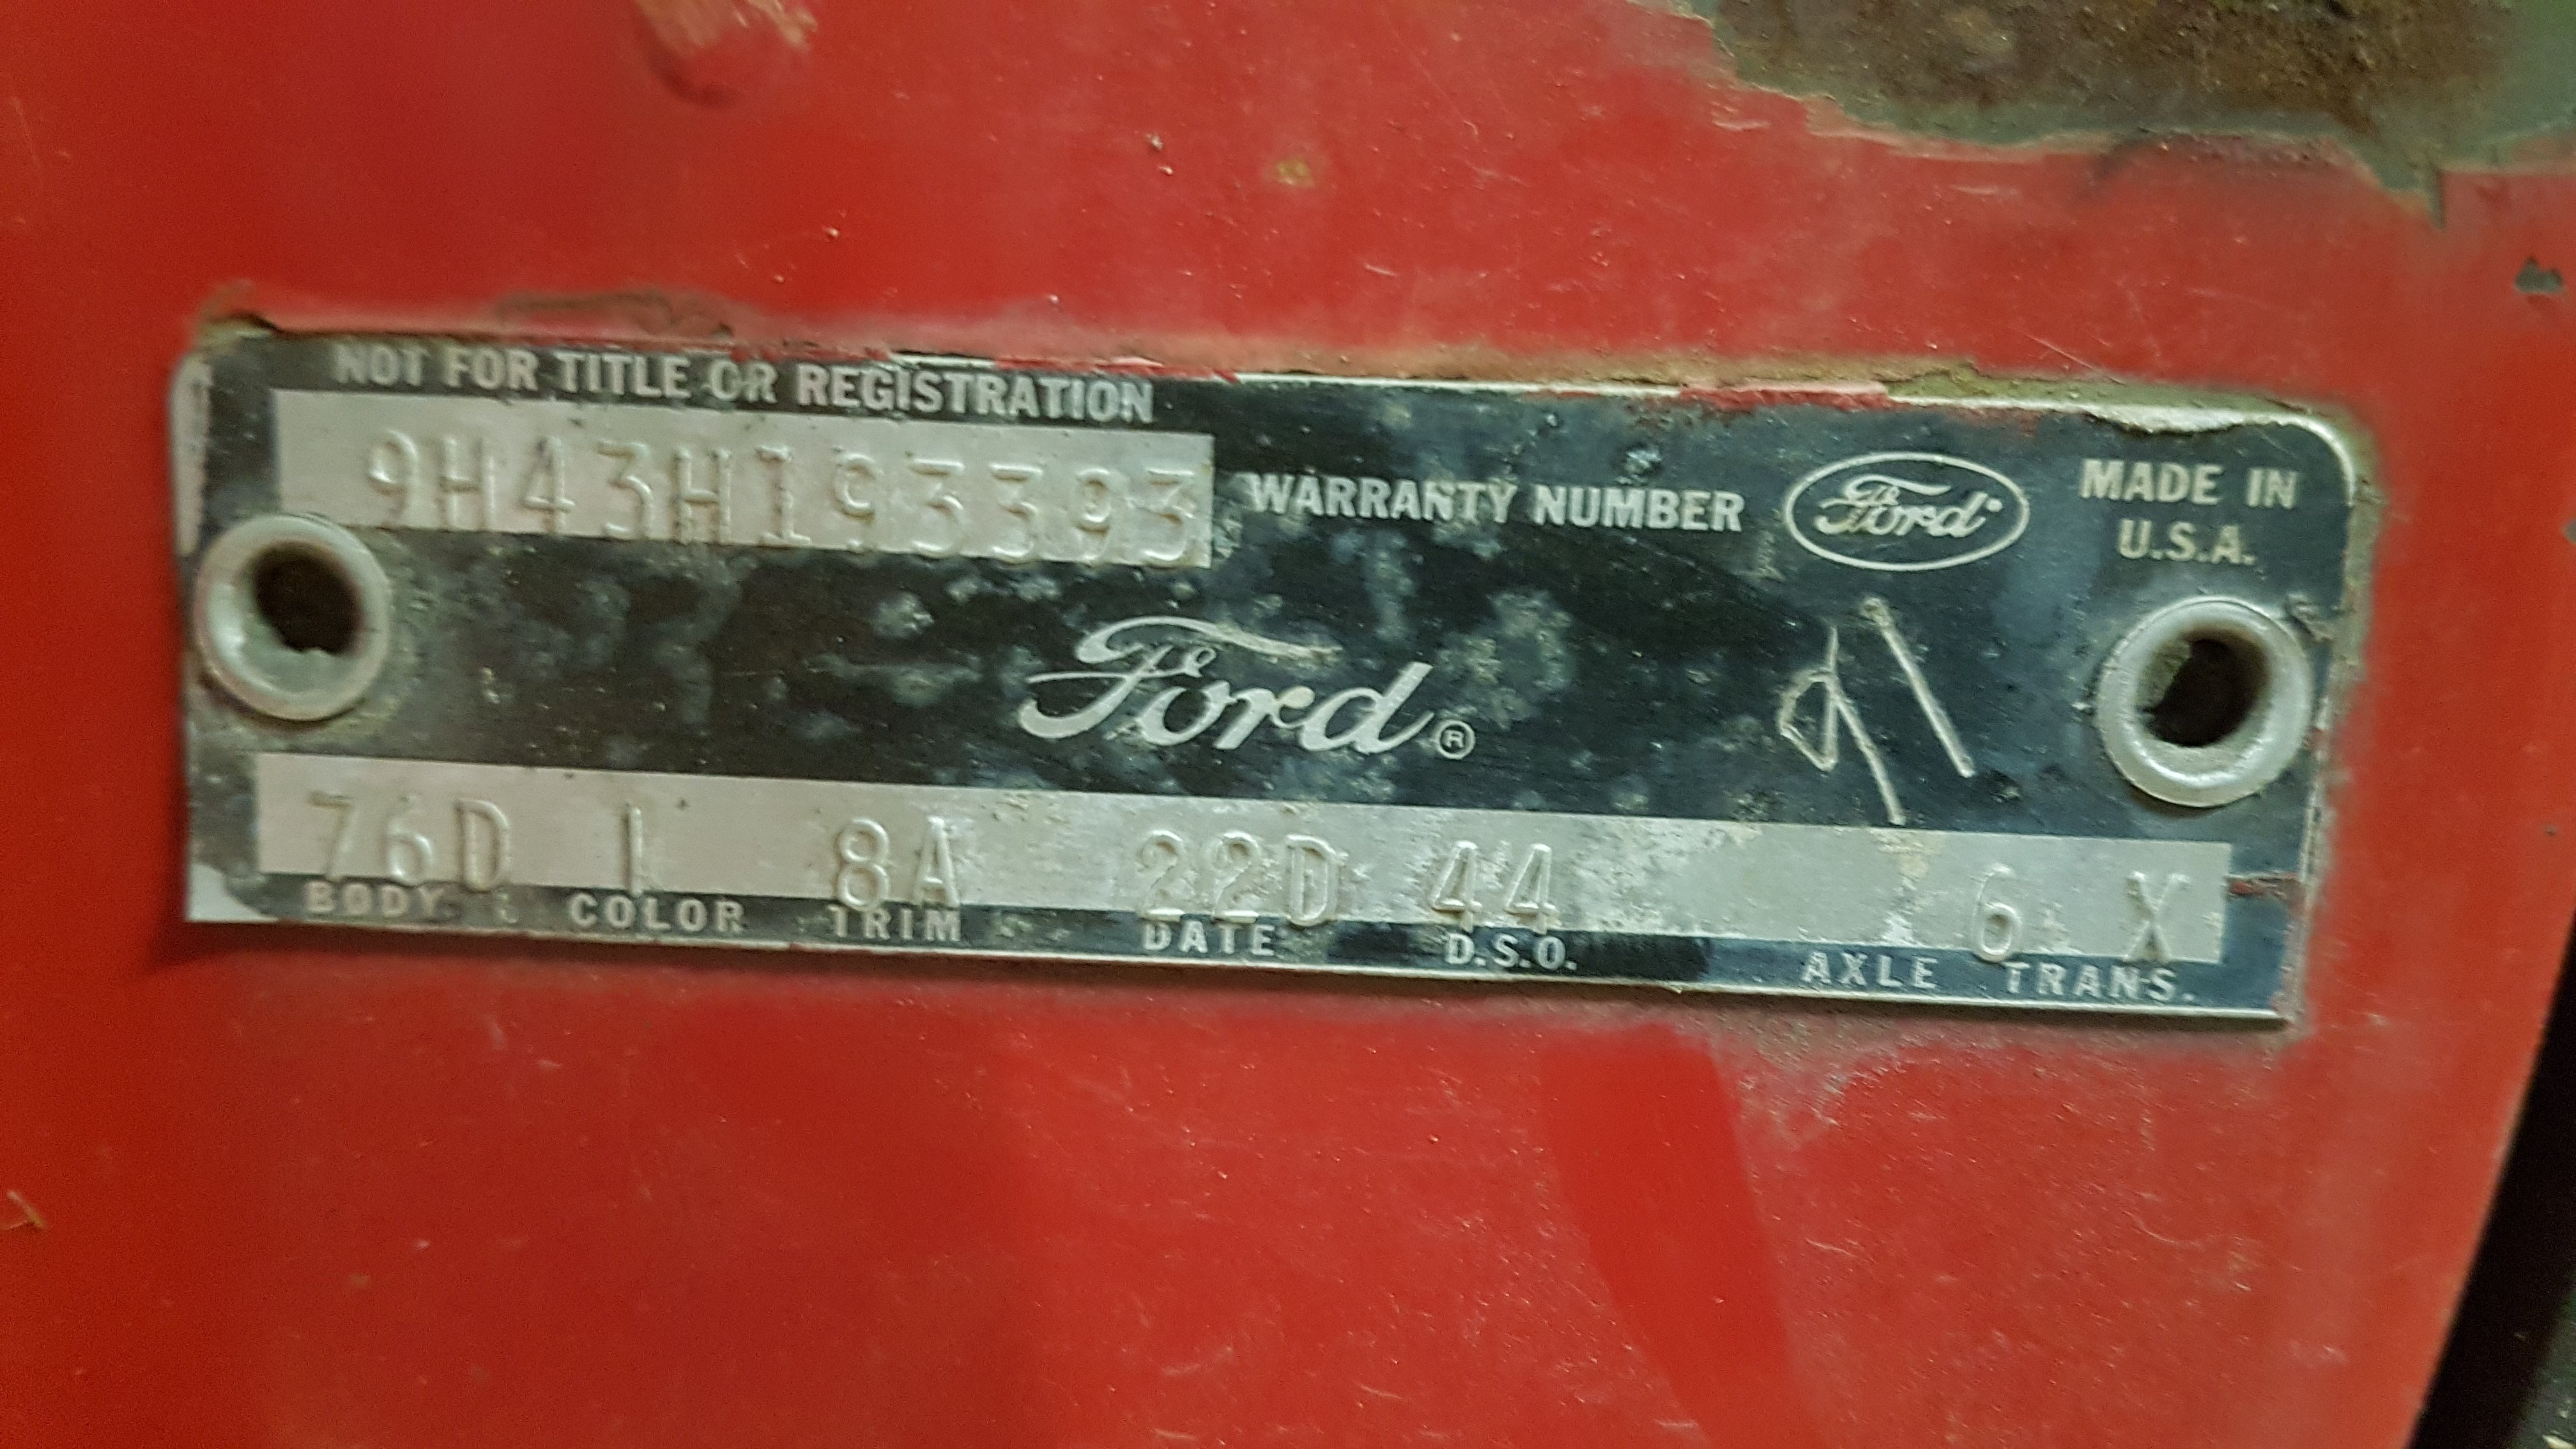 NOT FOR TITLE OR REGISTRATION
9H43H193393 WARRANTY NUMBER Ford MADE IN
U.S.A.
Ford®
91
76D I 8A 22D 44 6 X
BODY COLOR TRIM DATE D.S.O. AXLE TRANS.